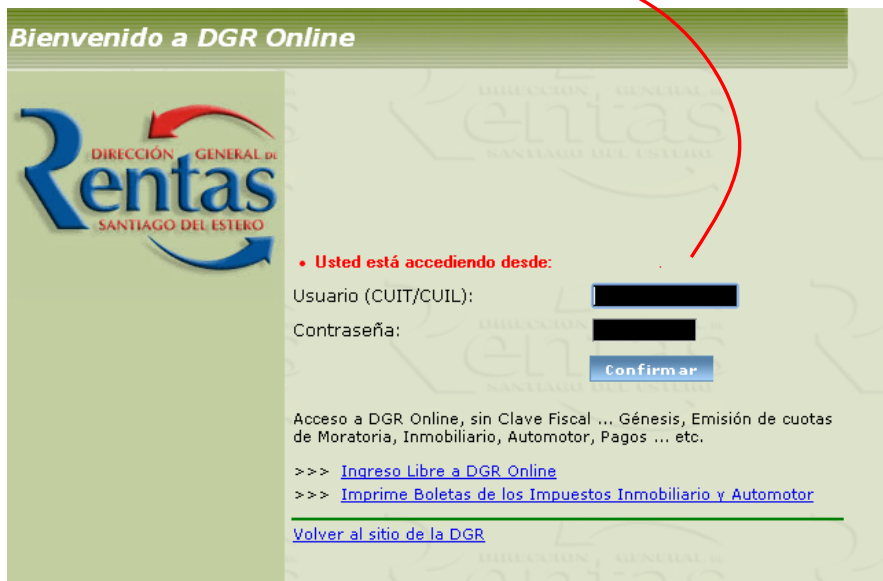 Bienvenido a DGR Online
DIRECCIÓN GENERAL DE
Rentas
SANTIAGO DEL ESTERO
• Usted está accediendo desde:
Usuario (CUIT/CUIL):
Contraseña:
Confirmar
Acceso a DGR Online, sin Clave Fiscal ... Génesis, Emisión de cuotas
de Moratoria, Inmobiliario, Automotor, Pagos ... etc.
>>> Ingreso Libre a DGR Online
>>> Imprime Boletas de los Impuestos Inmobiliario y Automotor
Volver al sitio de la DGR